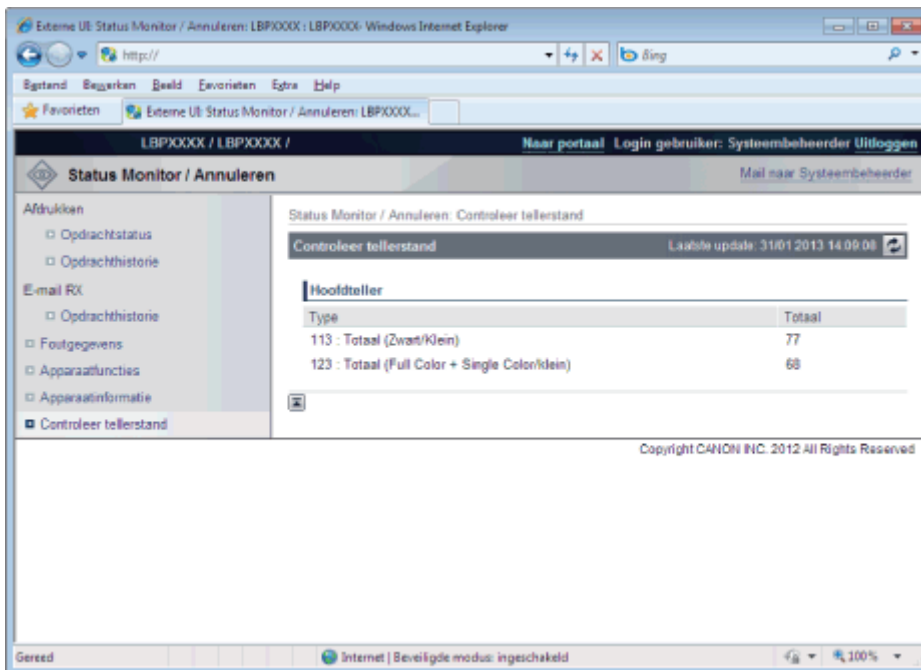 Externe UI: Status Monitor / Annuleren: LBPXXXX : LBPXXXX- Windows Internet Explorer
http://
Bing
Bestand Bewerken Beeld Favorieten Extra Help
Favorieten
Externe UI: Status Monitor / Annuleren: LBPXXXX...
LBPXXXX / LBPXXXX /
Naar portaal Login gebruiker: Systeembeheerder Uitloggen
Status Monitor / Annuleren
Mail naar Systeembeheerder
Afdrukken
Opdrachtstatus
Opdrachthistorie
E-mail RX
Opdrachthistorie
Foutgegevens
Apparaatfuncties
Apparaatinformatie
Controleer tellerstand
Status Monitor / Annuleren: Controleer tellerstand
Controleer tellerstand
Laatste update: 31/01 2013 14:09:08
Hoofdteller
Type Totaal
113 : Totaal (Zwart/Klein) 77
123 : Totaal (Full Color + Single Color/klein) 68
Copyright CANON INC. 2012 All Rights Reserved
Gereed
Internet | Beveiligde modus: ingeschakeld
100%